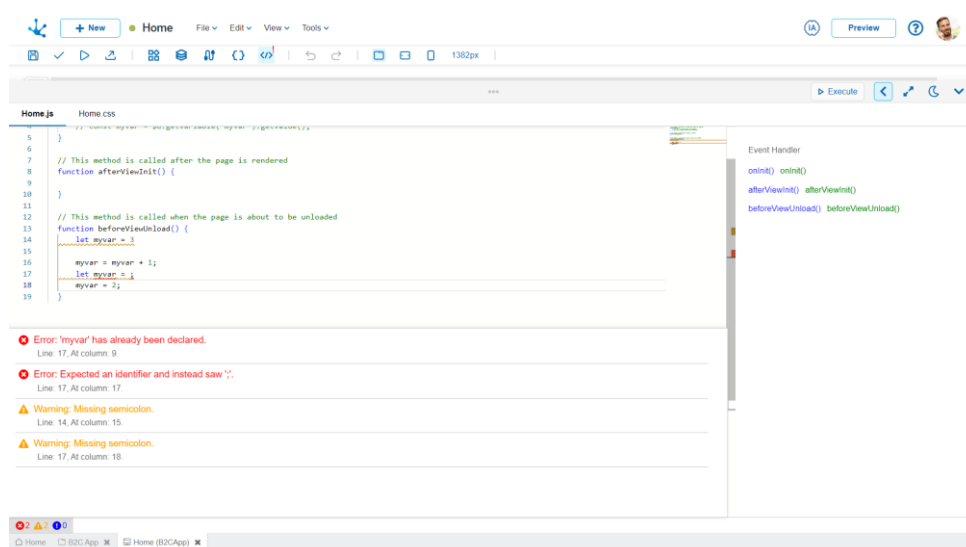 + New
Home
File
Edit
View
Tools
IA
Preview
?
1382px
Execute
Home.js
Home.css
// const myvar = pd.getVariable('myvar').getValue();
5 }
6
7 // This method is called after the page is rendered
8 function afterViewInit() {
9
10 }
11
12 // This method is called when the page is about to be unloaded
13 function beforeViewUnload() {
14 let myvar = 3
15
16 myvar = myvar + 1;
17 let myvar = ;
18 myvar = 2;
19 }
Event Handler
onInit() onInit()
afterViewInit() afterViewInit()
beforeViewUnload() beforeViewUnload()
Error: 'myvar' has already been declared.
Line: 17, At column: 9.
Error: Expected an identifier and instead saw ';'.
Line: 17, At column: 17.
Warning: Missing semicolon.
Line: 14, At column: 15.
Warning: Missing semicolon.
Line: 17, At column: 18.
2 2 0
Home B2C App Home (B2CApp)